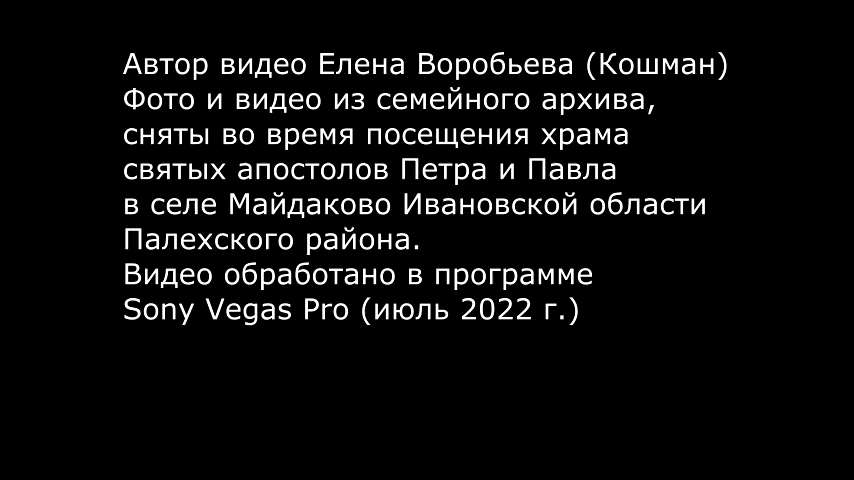 Автор видео Елена Воробьева (Кошман)
Фото и видео из семейного архива,
сняты во время посещения храма
святых апостолов Петра и Павла
в селе Майдаково Ивановской области
Палехского района.
Видео обработано в программе
Sony Vegas Pro (июль 2022 г.)